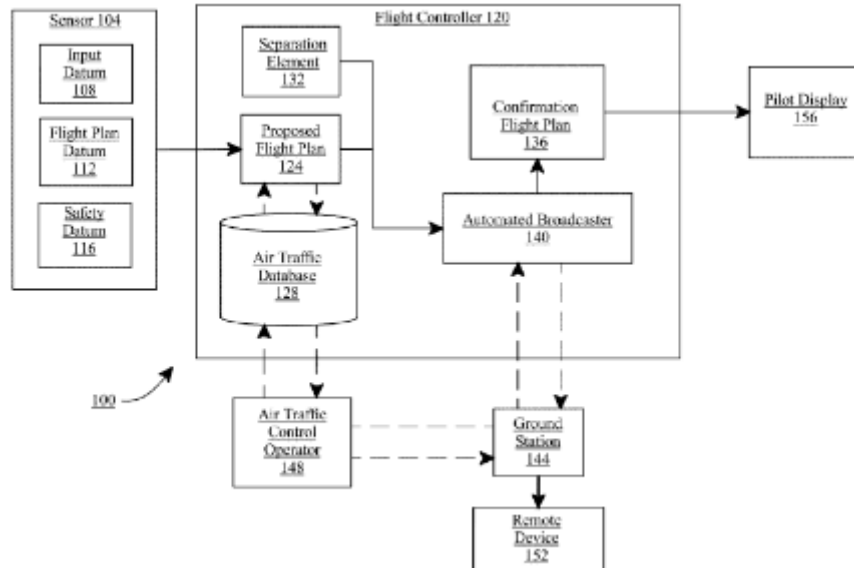 Sensor 104
Input
Datum
108
Flight Plan
Datum
112
Safety
Datum
116
Flight Controller 120
Separation
Element
132
Proposed
Flight Plan
124
Air Traffic
Database
128
Confirmation
Flight Plan
136
Automated Broadcaster
140
Pilot Display
156
100
Air Traffic
Control
Operator
148
Ground
Station
144
Remote
Device
152